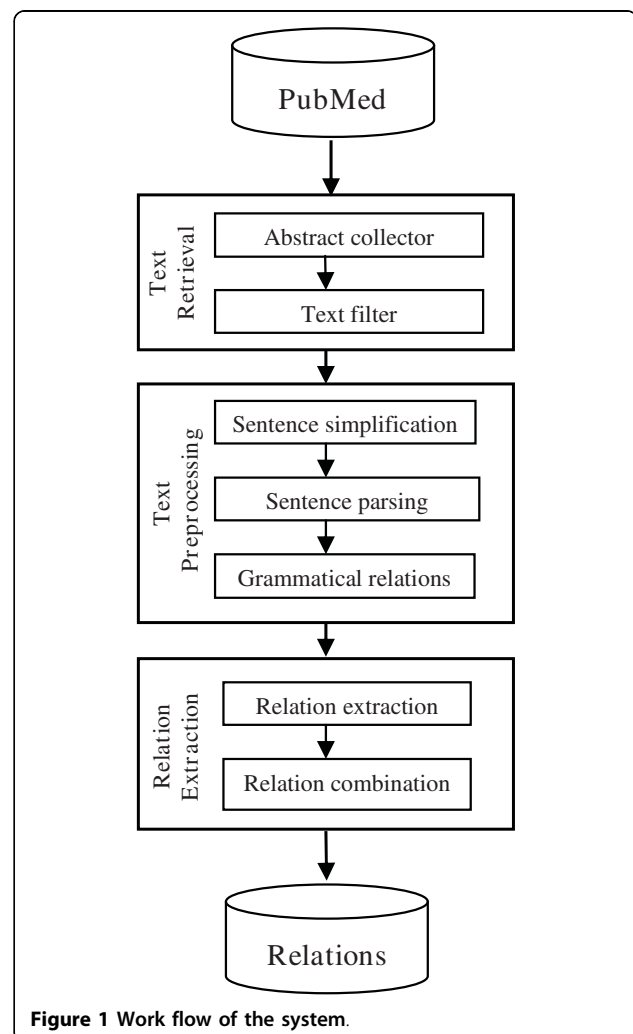 PubMed
Text
Retrieval
Abstract collector
Text filter
Text
Preprocessing
Sentence simplification
Sentence parsing
Grammatical relations
Relation
Extraction
Relation extraction
Relation combination
Relations
Figure 1 Work flow of the system.